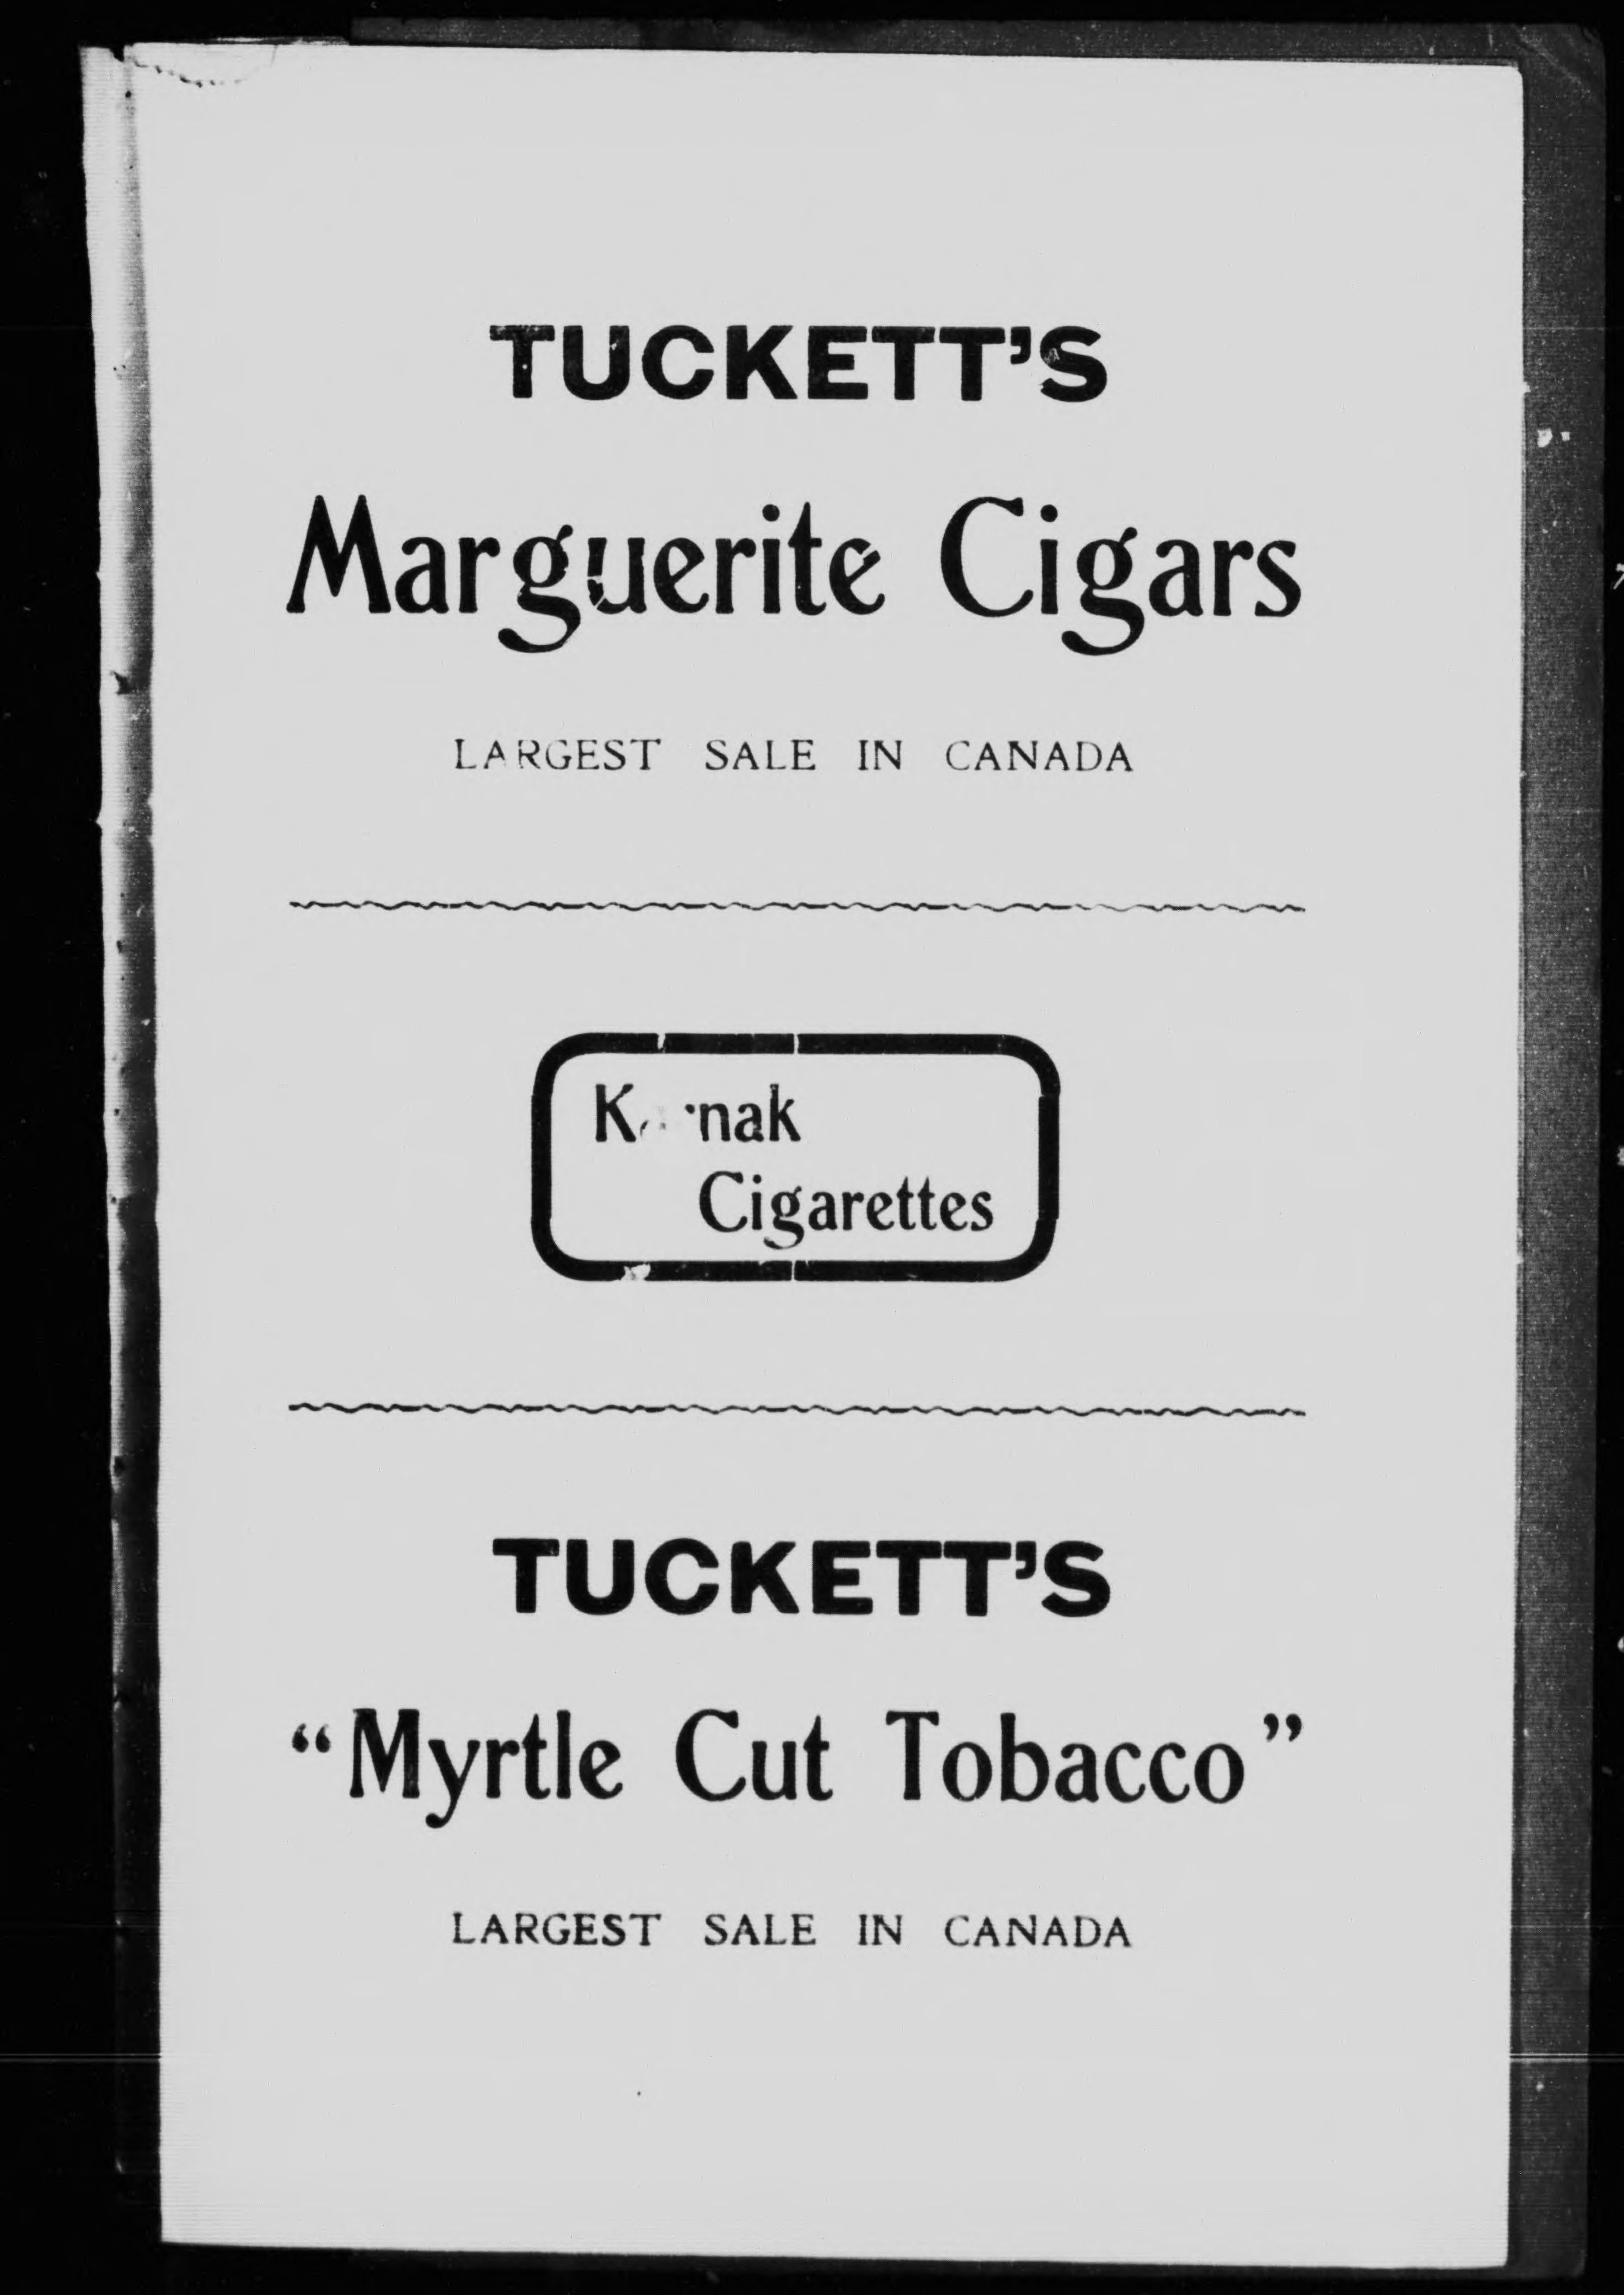 TUCKETT'S
Marguerite Cigars
LARGEST SALE IN CANADA
Cigarettes
TUCKETT'S
"Myrtle Cut Tobacco"
LARGEST SALE IN CANADA